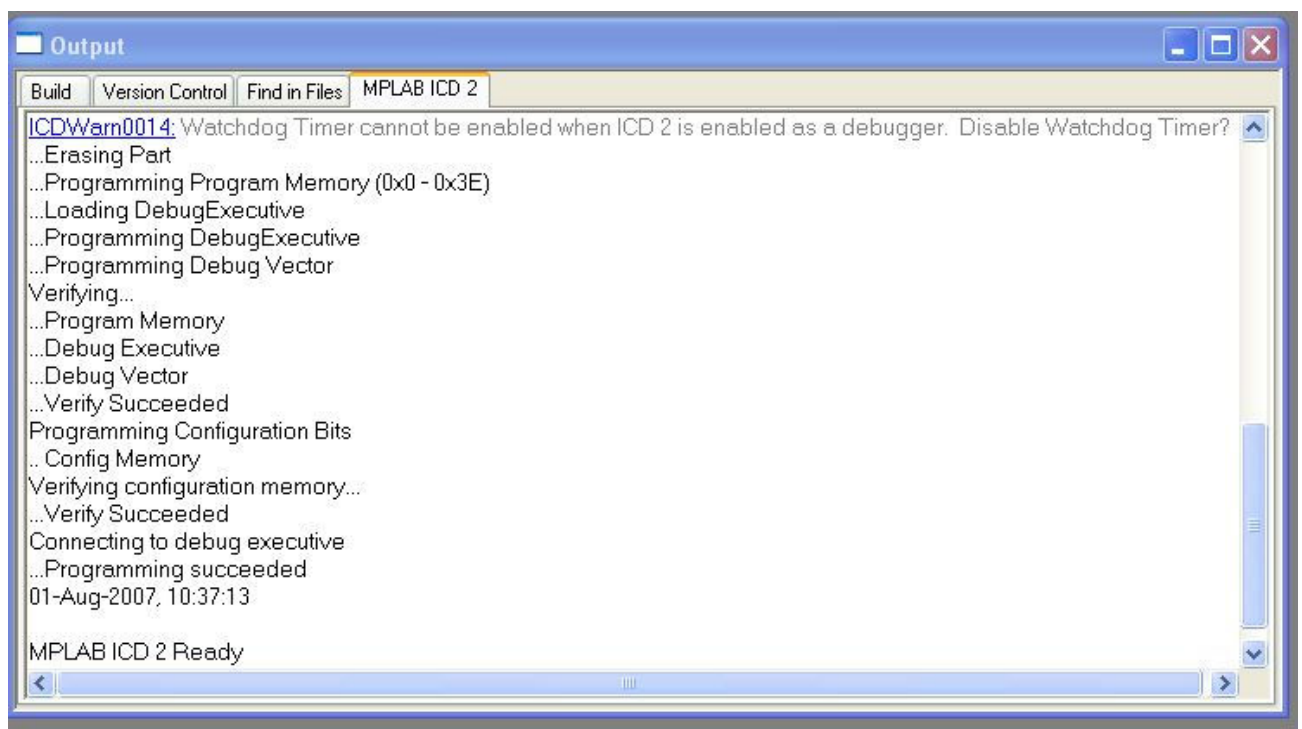 Output
Build Version Control Find in Files MPLAB ICD 2
ICDWarn0014: Watchdog Timer cannot be enabled when ICD 2 is enabled as a debugger. Disable Watchdog Timer?
...Erasing Part
...Programming Program Memory (0x0 - 0x3E)
...Loading DebugExecutive
...Programming DebugExecutive
...Programming Debug Vector
Verifying...
...Program Memory
...Debug Executive
...Debug Vector
...Verify Succeeded
Programming Configuration Bits
.. Config Memory
Verifying configuration memory...
...Verify Succeeded
Connecting to debug executive
...Programming succeeded
01-Aug-2007, 10:37:13
MPLAB ICD 2 Ready